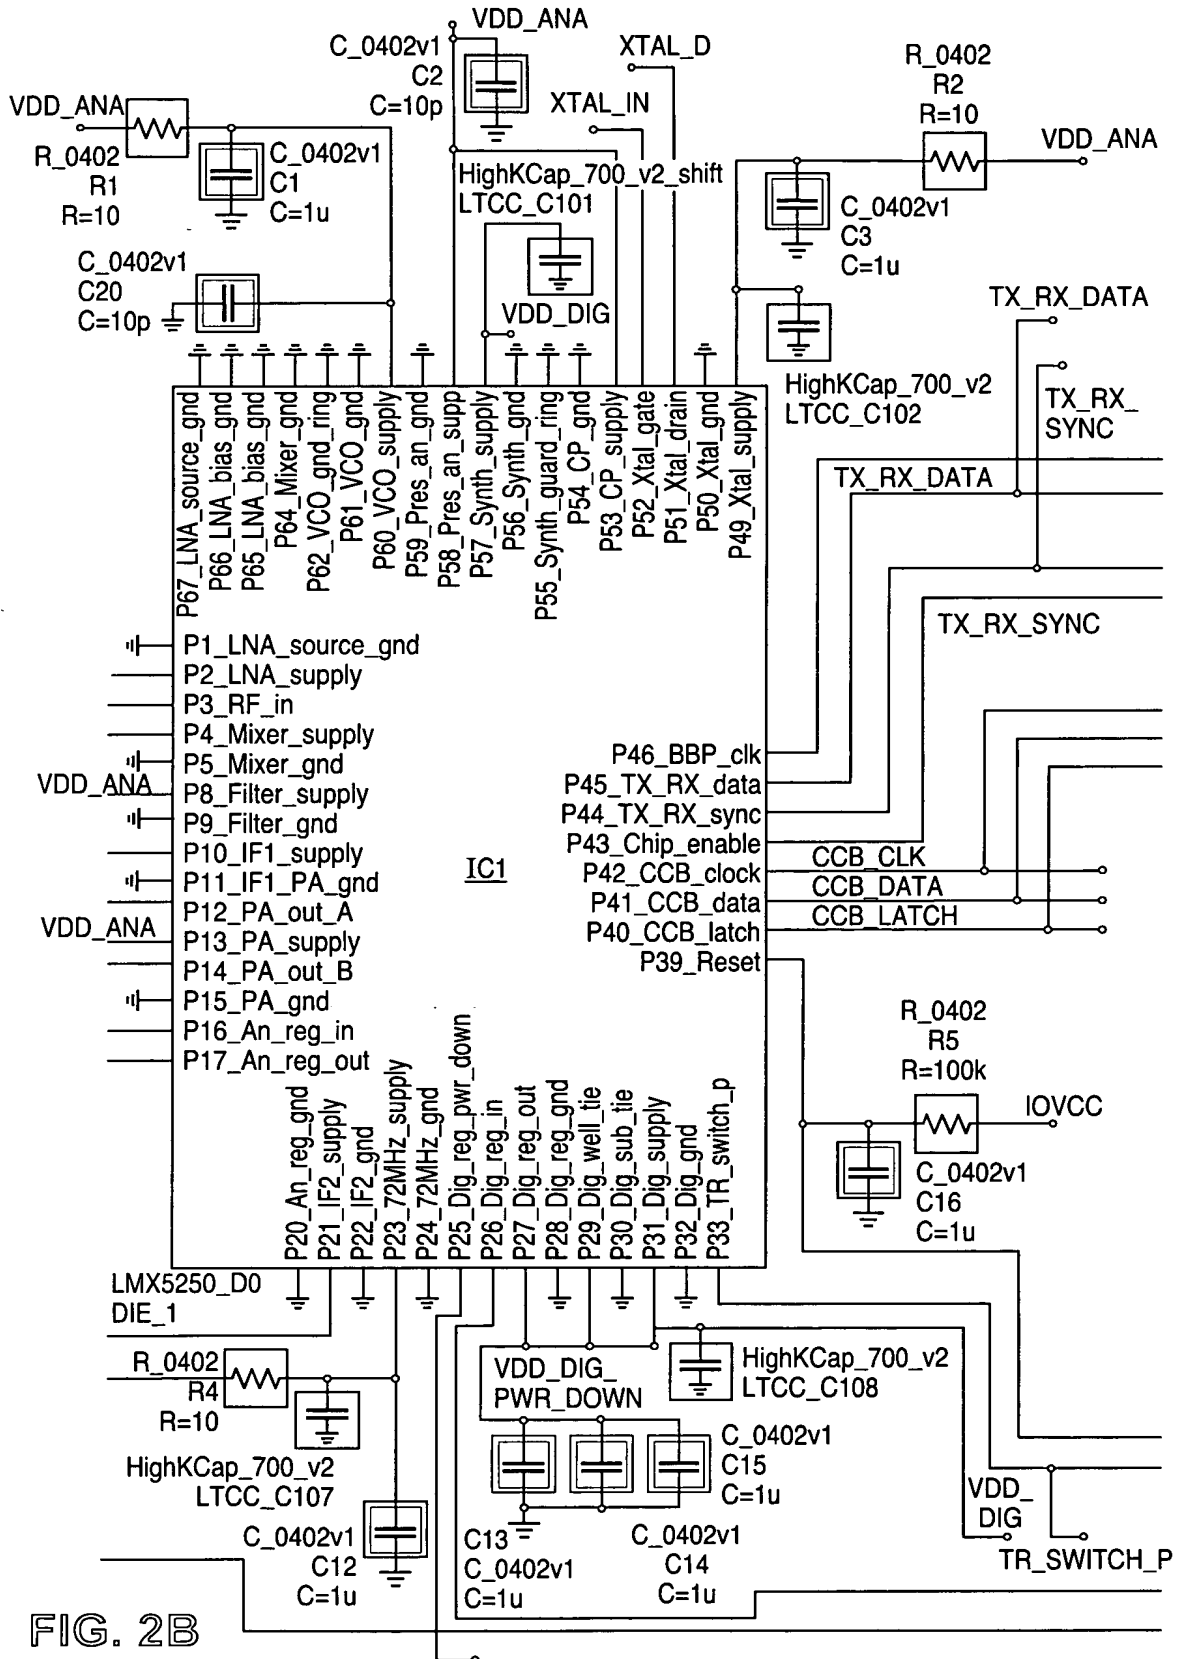 VDD_ANA
C_0402v1
C2
C=10p
XTAL_D
XTAL_IN
R_0402
R2
R=10
VDD_ANA
VDD_ANA
R_0402
R1
R=10
C_0402v1
C1
C=1u
HighKCap_700_v2_shift
LTCC_C101
C_0402v1
C3
C=1u
C_0402v1
C20
C=10p
VDD_DIG
TX_RX_DATA
HighKCap_700_v2
LTCC_C102
TX_RX_
SYNC
P67_LNA_source_gnd
P66_LNA_bias_gnd
P65_LNA_bias_gnd
P64_Mixer_gnd
P62_VCO_gnd_ring
P61_VCO_gnd
P60_VCO_supply
P59_Pres_an_gnd
P58_Pres_an_supp
P57_Synth_supply
P56_Synth_gnd
P55_Synth_guard_ring
P54_CP_gnd
P53_CP_supply
P52_Xtal_gate
P51_Xtal_drain
P50_Xtal_gnd
P49_Xtal_supply
TX_RX_DATA
TX_RX_SYNC
P1_LNA_source_gnd
P2_LNA_supply
P3_RF_in
P4_Mixer_supply
P5_Mixer_gnd
VDD_ANA
P8_Filter_supply
P9_Filter_gnd
P10_IF1_supply
P11_IF1_PA_gnd
P12_PA_out_A
VDD_ANA
P13_PA_supply
P14_PA_out_B
P15_PA_gnd
P16_An_reg_in
P17_An_reg_out
IC1
P46_BBP_clk
P45_TX_RX_data
P44_TX_RX_sync
P43_Chip_enable
P42_CCB_clock
P41_CCB_data
P40_CCB_latch
P39_Reset
CCB_CLK
CCB_DATA
CCB_LATCH
R_0402
R5
R=100k
IOVCC
C_0402v1
C16
C=1u
P20_An_reg_gnd
P21_IF2_supply
P22_IF2_gnd
P23_72MHz_supply
P24_72MHz_gnd
P25_Dig_reg_pwr_down
P26_Dig_reg_in
P27_Dig_reg_out
P28_Dig_reg_gnd
P29_Dig_well_tie
P30_Dig_sub_tie
P31_Dig_supply
P32_Dig_gnd
P33_TR_switch_p
LMX5250_D0
DIE_1
R_0402
R4
R=10
HighKCap_700_v2
LTCC_C107
C_0402v1
C12
C=1u
VDD_DIG_
PWR_DOWN
HighKCap_700_v2
LTCC_C108
C_0402v1
C15
C=1u
C13
C_0402v1
C=1u
C_0402v1
C14
C=1u
VDD_
DIG
TR_SWITCH_P
FIG. 2B